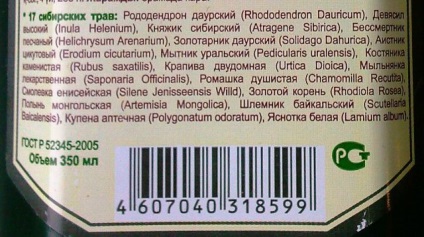 * 17 сибирских трав: Рододендрон даурский (Rhododendron Dauricum), Девясил
высокий (Inula Helenium), Княжик сибирский (Atragene Sibirica), Бессмертник
песчаный (Helichrysum Arenarium), Золотарник даурский (Solidago Dahurica), Аистник
цикутовый (Erodium cicutarium), Мытник уральский (Pedicularis uralensis), Костяника
каменистая (Rubus saxatilis), Крапива двудомная (Urtica Dioica), Мыльнянка
лекарственная (Saponaria Officinalis), Ромашка душистая (Chamomilla Recutita),
Смолевка енисейская (Silene Jenisseensis Willd), Золотой корень (Rhodiola Rosea),
Полынь монгольская (Artemisia Mongolica), Шлемник байкальский (Scutelaria
Baicalensis), Купена аптечная (Polygonatum odoratum), Яснотка белая (Lamium album).
ГОСТ Р 52345-2005
Объем 350 мл
4 607040 318599
РСТ